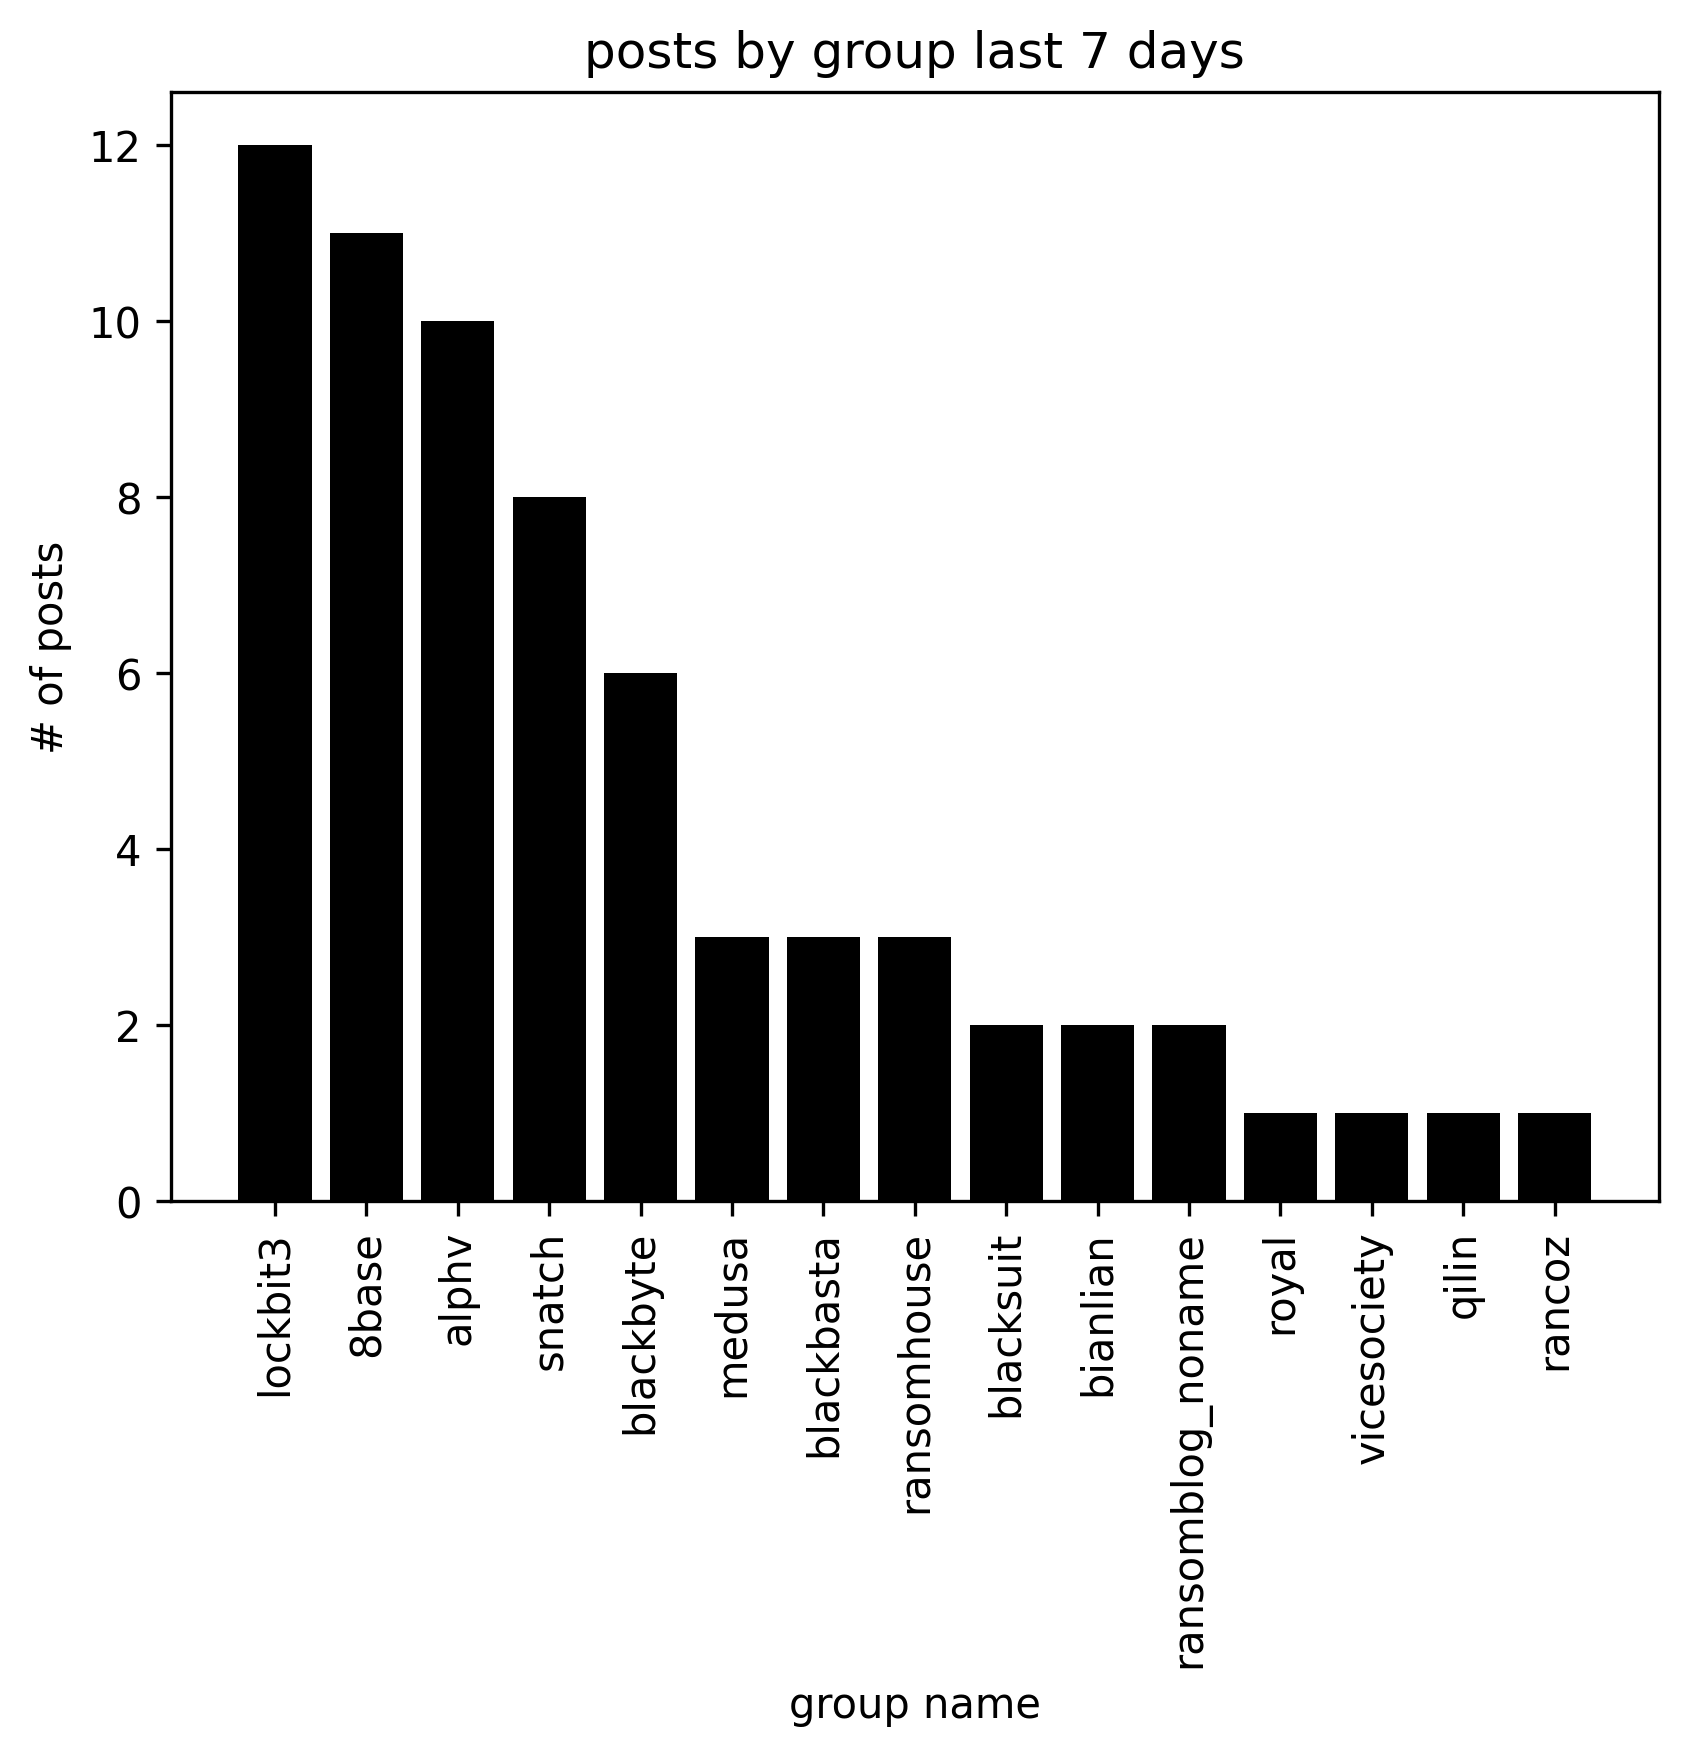 posts by group last 7 days
# of posts
12
10
8
6
4
2
0
lockbit3
8base
alphv
snatch
blackbyte
medusa
blackbasta
ransomhouse
blacksuit
bianlian
ransomblog_noname
royal
vicesociety
qilin
rancoz
group name